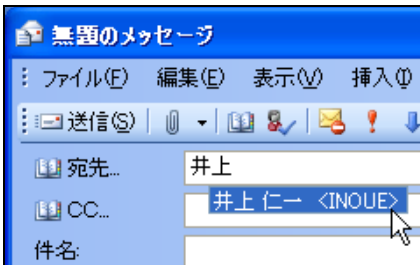 無題のメッセージ
ファイル(F) 編集(E) 表示(V) 挿入(I)
送信(S)
宛先... 井上
井上 仁一 <INOUE>
CC...
件名: